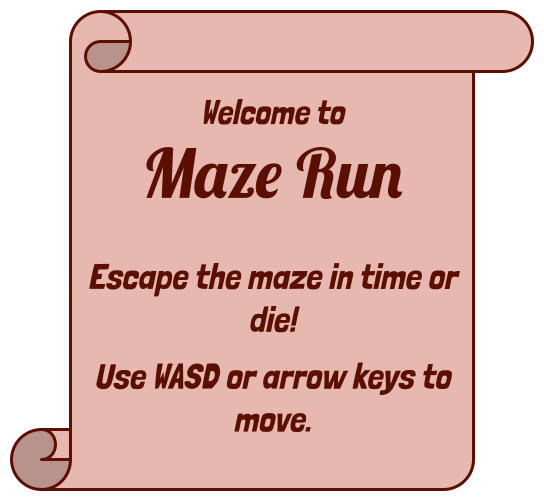 Welcome to
Maze Run
Escape the maze in time or
die!
Use WASD or arrow keys to
move.